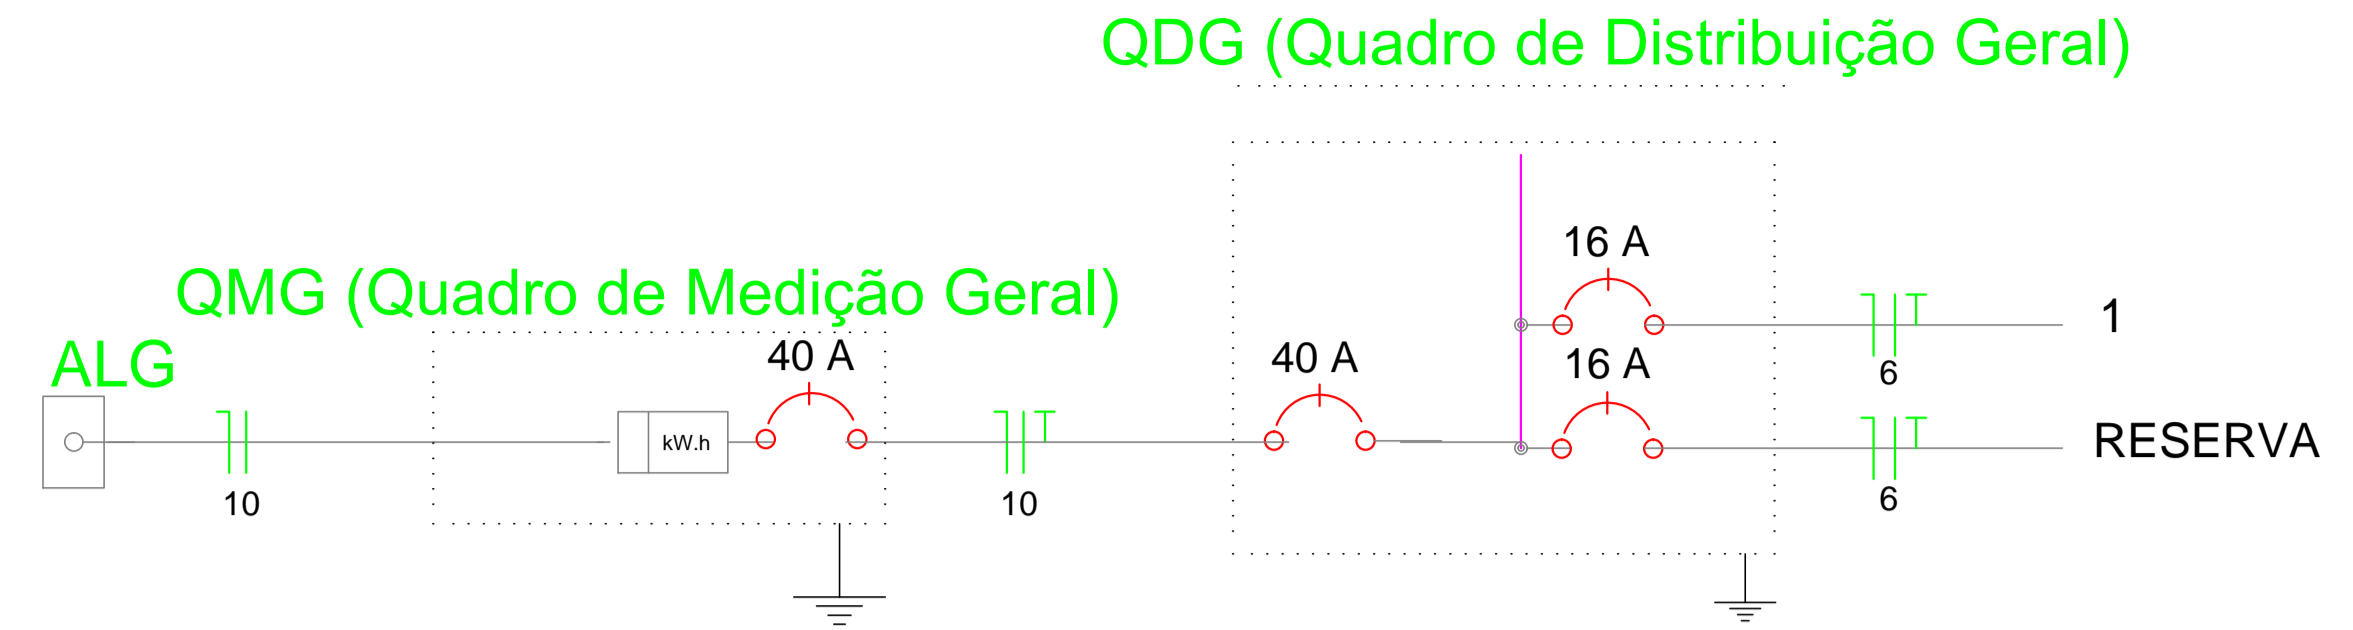 QDG (Quadro de Distribuição Geral)
16 A
QMG (Quadro de Medição Geral)
1
ALG
40 A
40 A
16 A
6
kW.h
RESERVA
10
10
6